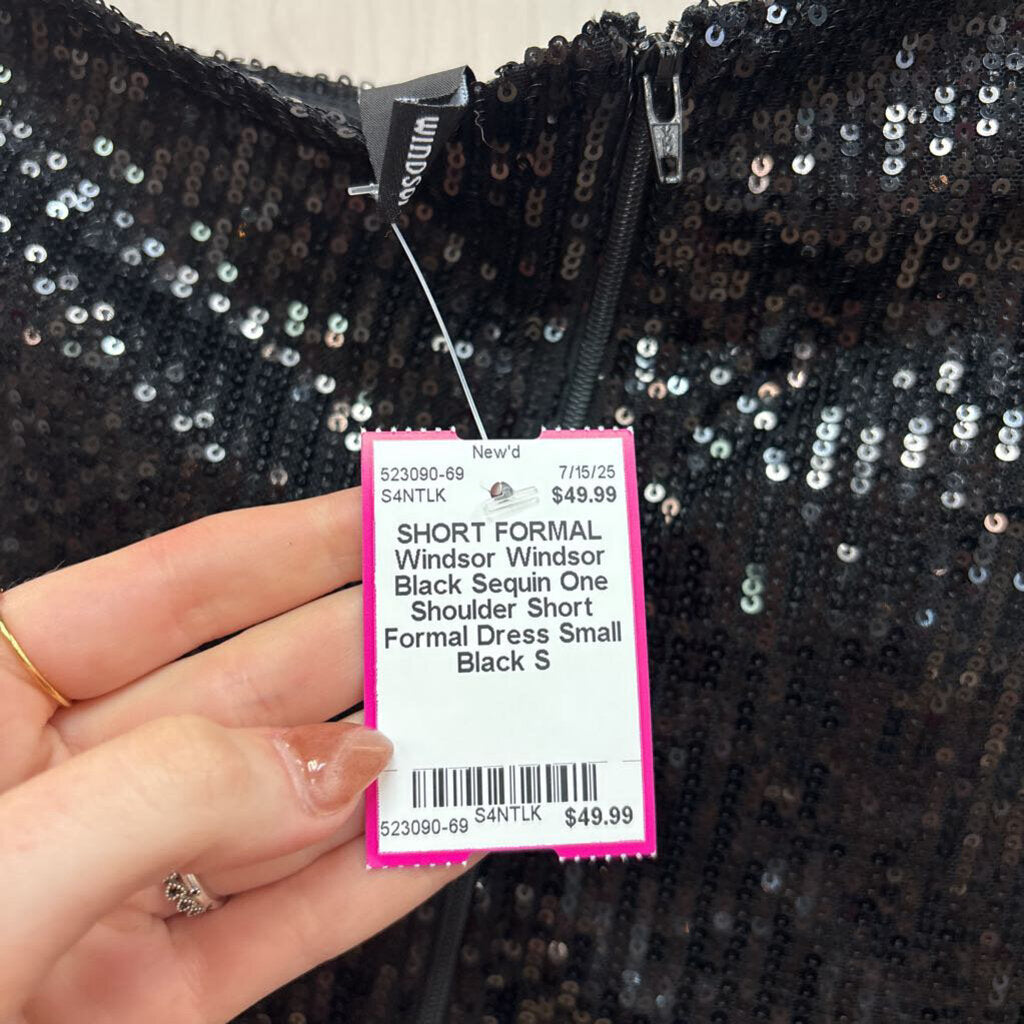 WINDSOR
New'd
523090-69 7/15/25
S4NTLK $49.99
SHORT FORMAL
Windsor Windsor
Black Sequin One
Shoulder Short
Formal Dress Small
Black S
523090-69 S4NTLK $49.99